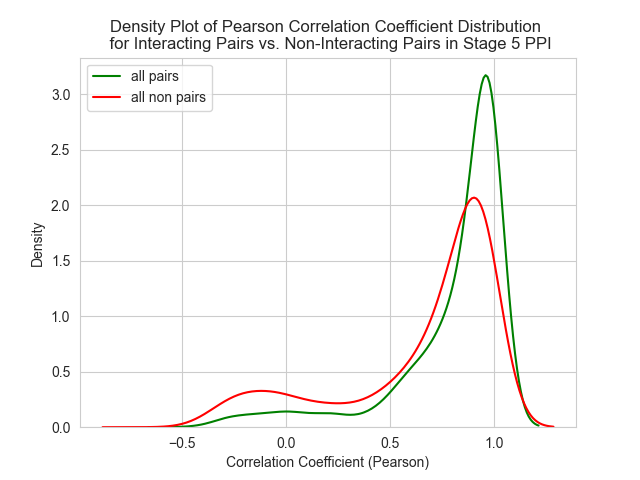 Density Plot of Pearson Correlation Coefficient Distribution
for Interacting Pairs vs. Non-Interacting Pairs in Stage 5 PPI
all pairs
all non pairs
Density
3.0
2.5
2.0
1.5
1.0
0.5
0.0
−0.5
0.0
0.5
1.0
Correlation Coefficient (Pearson)